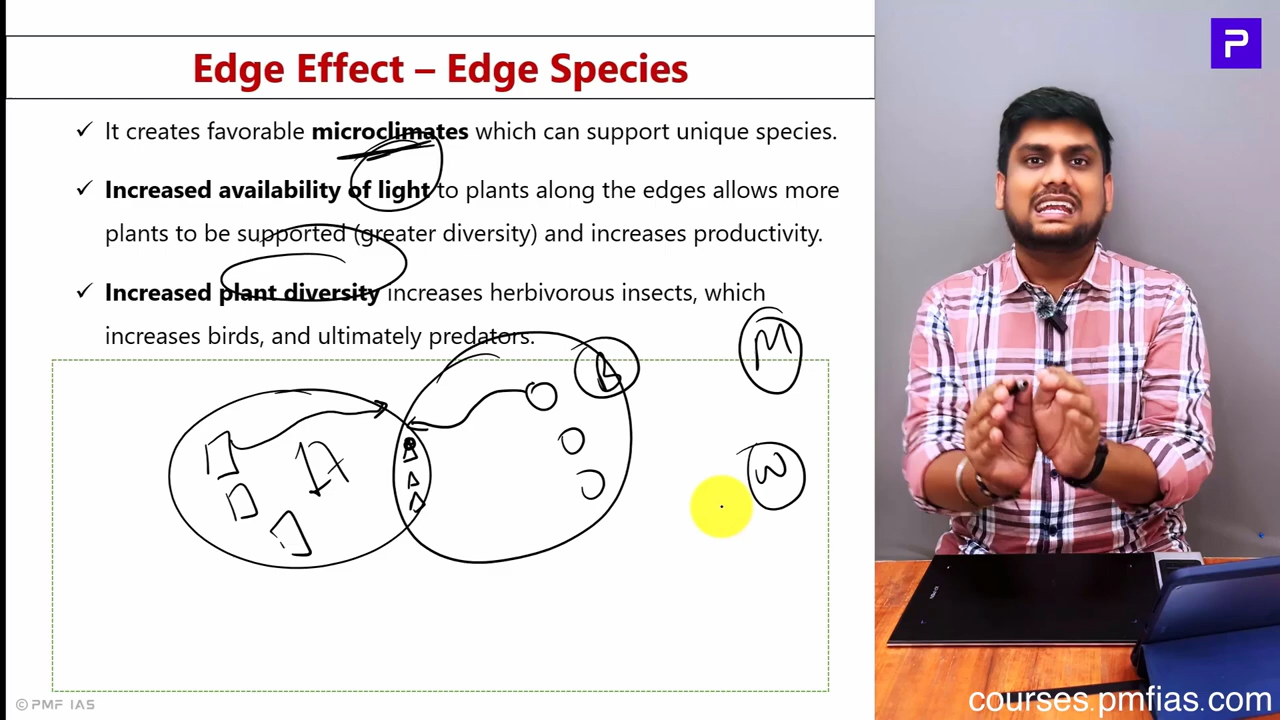 Edge Effect – Edge Species
✓ It creates favorable microclimates which can support unique species.
✓ Increased availability of light to plants along the edges allows more
plants to be supported (greater diversity) and increases productivity.
✓ Increased plant diversity increases herbivorous insects, which
increases birds, and ultimately predators.
A
B
M
W
P
© PMF IAS
courses.pmfias.com